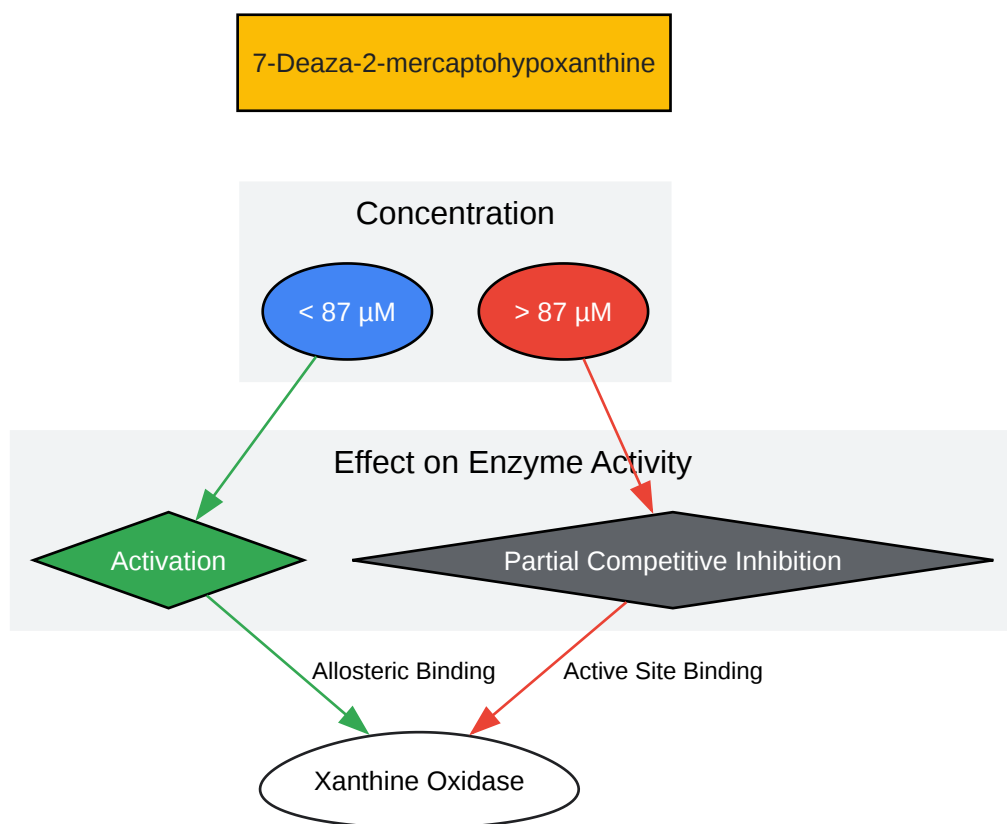 7-Deaza-2-mercaptohypoxanthine
Concentration
< 87 µM
> 87 µM
Effect on Enzyme Activity
Activation
Partial Competitive Inhibition
Allosteric Binding
Active Site Binding
Xanthine Oxidase